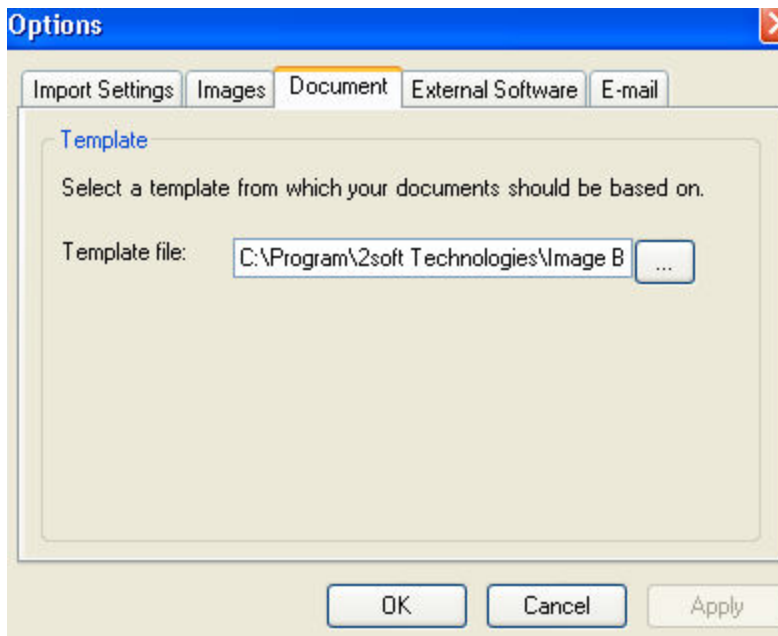 Options
Import Settings Images Document External Software E-mail
Template
Select a template from which your documents should be based on.
Template file: C:\Program\2soft Technologies\Image B ...
OK Cancel Apply